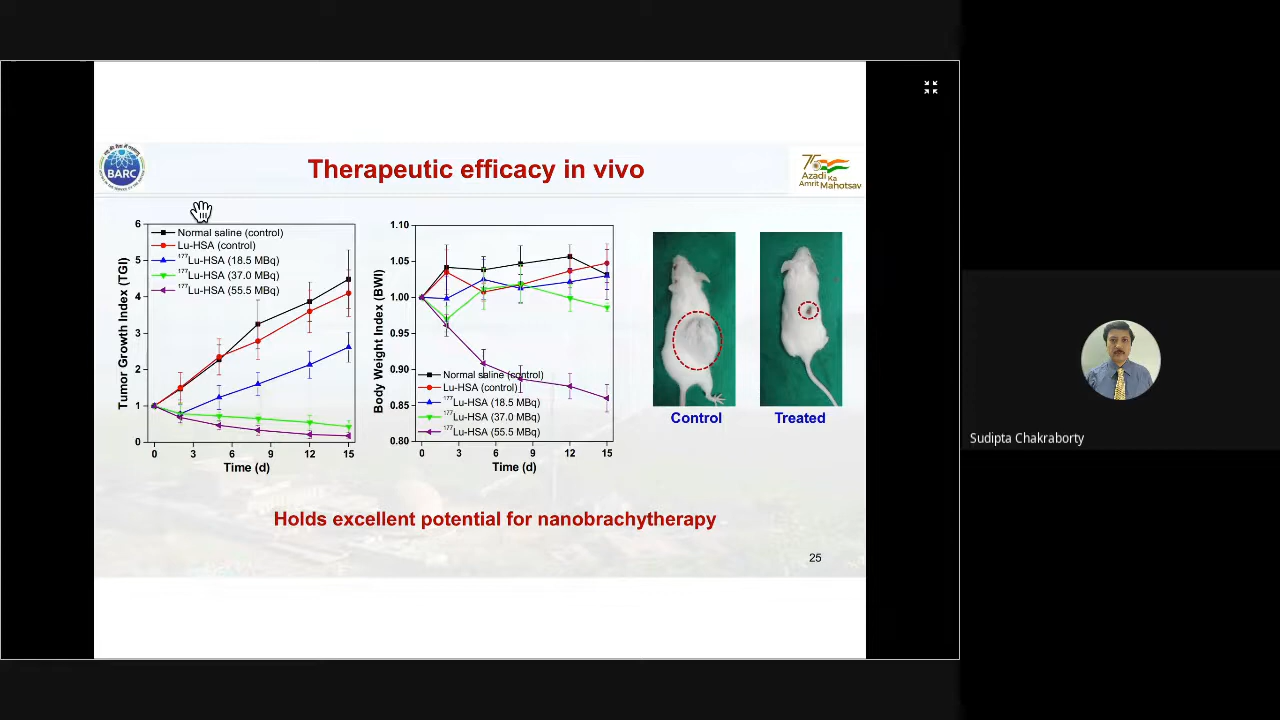 Therapeutic efficacy in vivo
BARC
75
Azadi
Ka
Amrit
Mahotsav
Tumor Growth Index (TGI)
6
5
4
3
2
1
0
Normal saline (control)
Lu-HSA (control)
¹⁷⁷Lu-HSA (18.5 MBq)
¹⁷⁷Lu-HSA (37.0 MBq)
¹⁷⁷Lu-HSA (55.5 MBq)
0 3 6 9 12 15
Time (d)
Body Weight Index (BWI)
1.10
1.05
1.00
0.95
0.90
0.85
0.80
Normal saline (control)
Lu-HSA (control)
¹⁷⁷Lu-HSA (18.5 MBq)
¹⁷⁷Lu-HSA (37.0 MBq)
¹⁷⁷Lu-HSA (55.5 MBq)
0 3 6 9 12 15
Time (d)
Control
Treated
Holds excellent potential for nanobrachytherapy
25
Sudipta Chakraborty